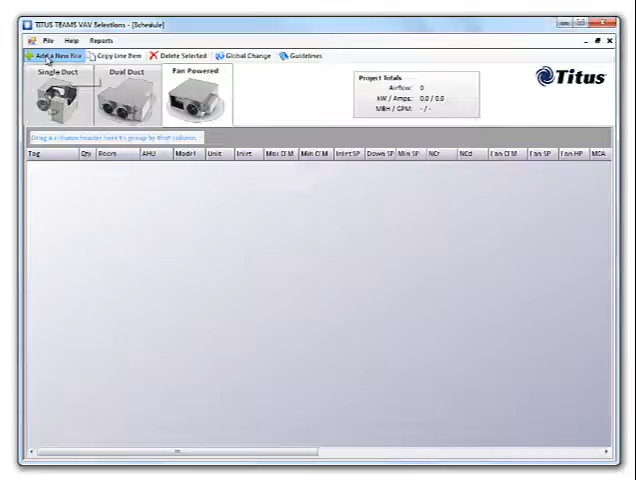 TITUS TEAMS VAV Selections - [Schedule]
File Help Reports
Add a New Box Copy Line Item Delete Selected Global Change Guidelines
Single Duct Dual Duct Fan Powered
Project Totals
Airflow: 0
kW / Amps: 0.0 / 0.0
MBH / GPM: - / -
Titus
Drag a column header here to group by that column.
Tag Qty Room AHU Model Unit Inlet Max CFM Min CFM Inlet SP Down SP Min SP NCr NCd Fan CFM Fan SP Fan HP MCA